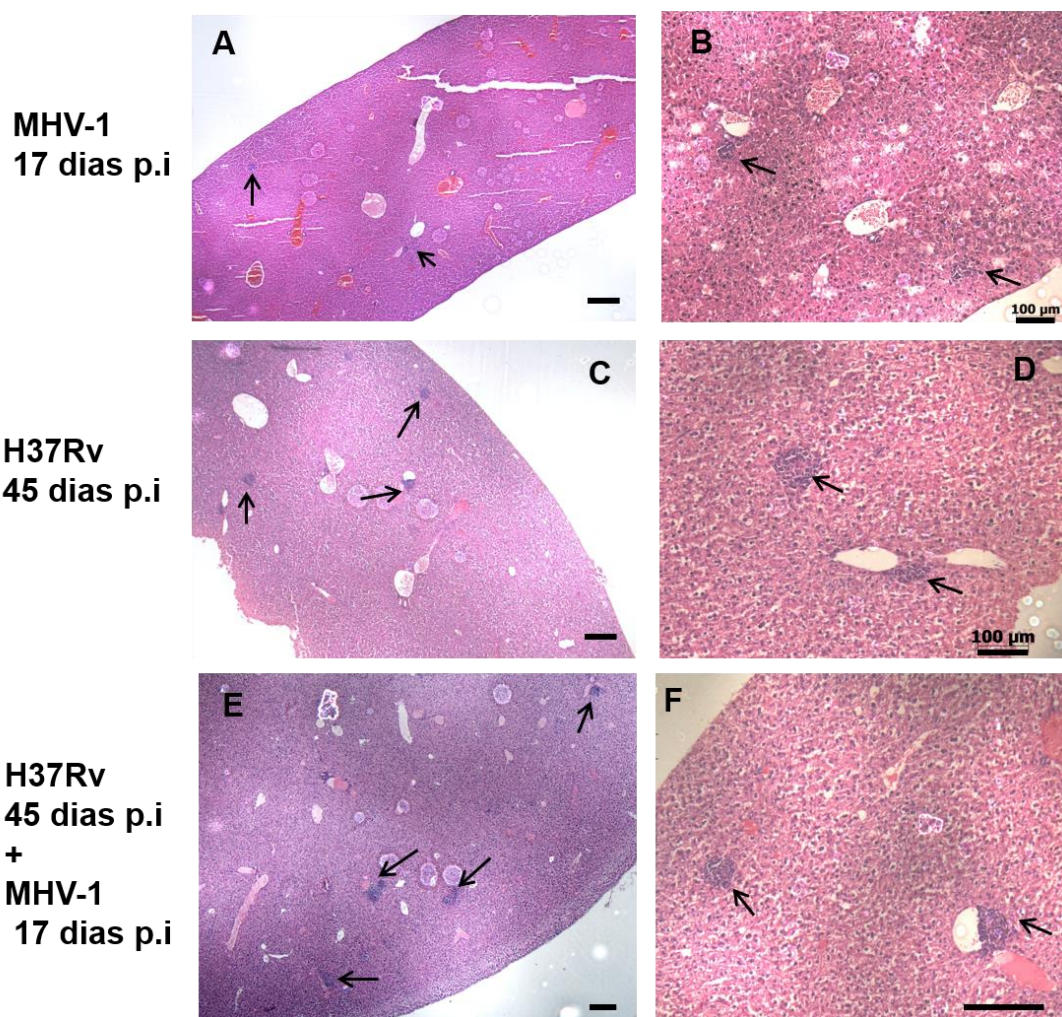 MHV-1
17 dias p.i
A
B
100 µm
H37Rv
45 dias p.i
C
D
100 µm
H37Rv
45 dias p.i
+
MHV-1
17 dias p.i
E
F